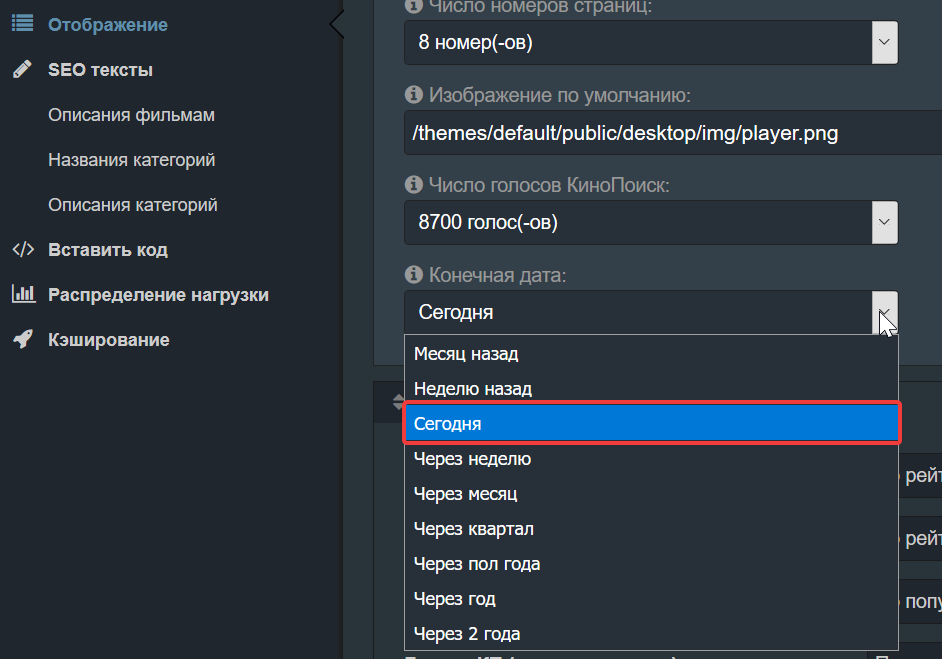 Отображение
SEO тексты
Описания фильмам
Названия категорий
Описания категорий
Вставить код
Распределение нагрузки
Кэширование
Число номеров страниц:
8 номер(-ов)
Изображение по умолчанию:
/themes/default/public/desktop/img/player.png
Число голосов КиноПоиск:
8700 голос(-ов)
Конечная дата:
Сегодня
Месяц назад
Неделю назад
Сегодня
Через неделю
Через месяц
Через квартал
Через пол года
Через год
Через 2 года
рейт
рейт
попу